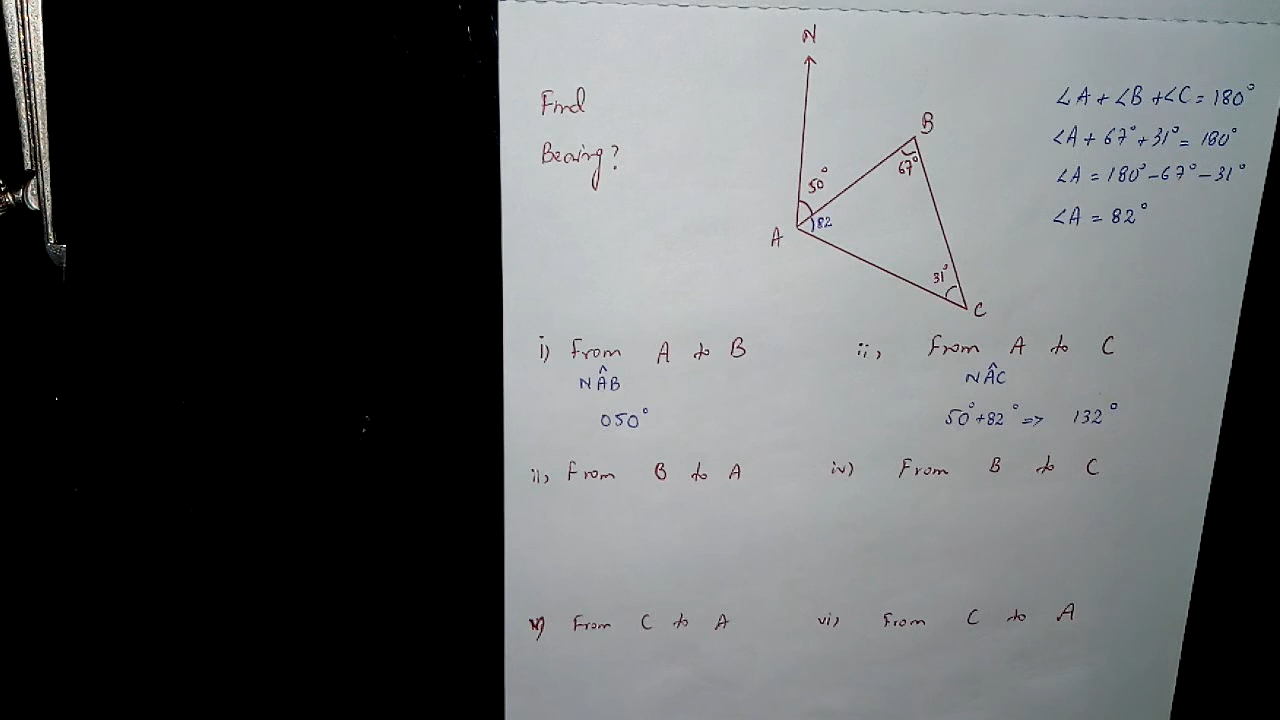 Find
Bearing?
N
B
67°
50°
A
82
31°
C
∠A + ∠B + ∠C = 180°
∠A + 67° + 31° = 180°
∠A = 180° - 67° - 31°
∠A = 82°
i) From A to B
NÂB
050°
ii, From A to C
NÂC
50° + 82° => 132°
ii, From B to A
iv) From B to C
v) From C to A
vi, From C to A